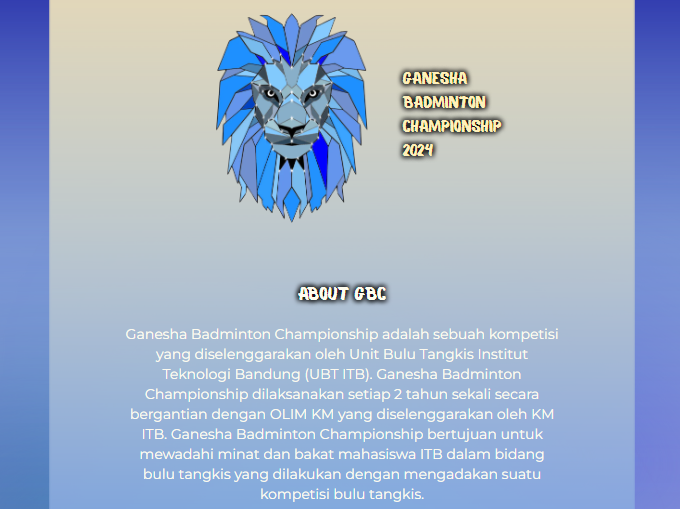 GANESHA
BADMINTON
CHAMPIONSHIP
2024
ABOUT GBC
Ganesha Badminton Championship adalah sebuah kompetisi
yang diselenggarakan oleh Unit Bulu Tangkis Institut
Teknologi Bandung (UBT ITB). Ganesha Badminton
Championship dilaksanakan setiap 2 tahun sekali secara
bergantian dengan OLIM KM yang diselenggarakan oleh KM
ITB. Ganesha Badminton Championship bertujuan untuk
mewadahi minat dan bakat mahasiswa ITB dalam bidang
bulu tangkis yang dilakukan dengan mengadakan suatu
kompetisi bulu tangkis.